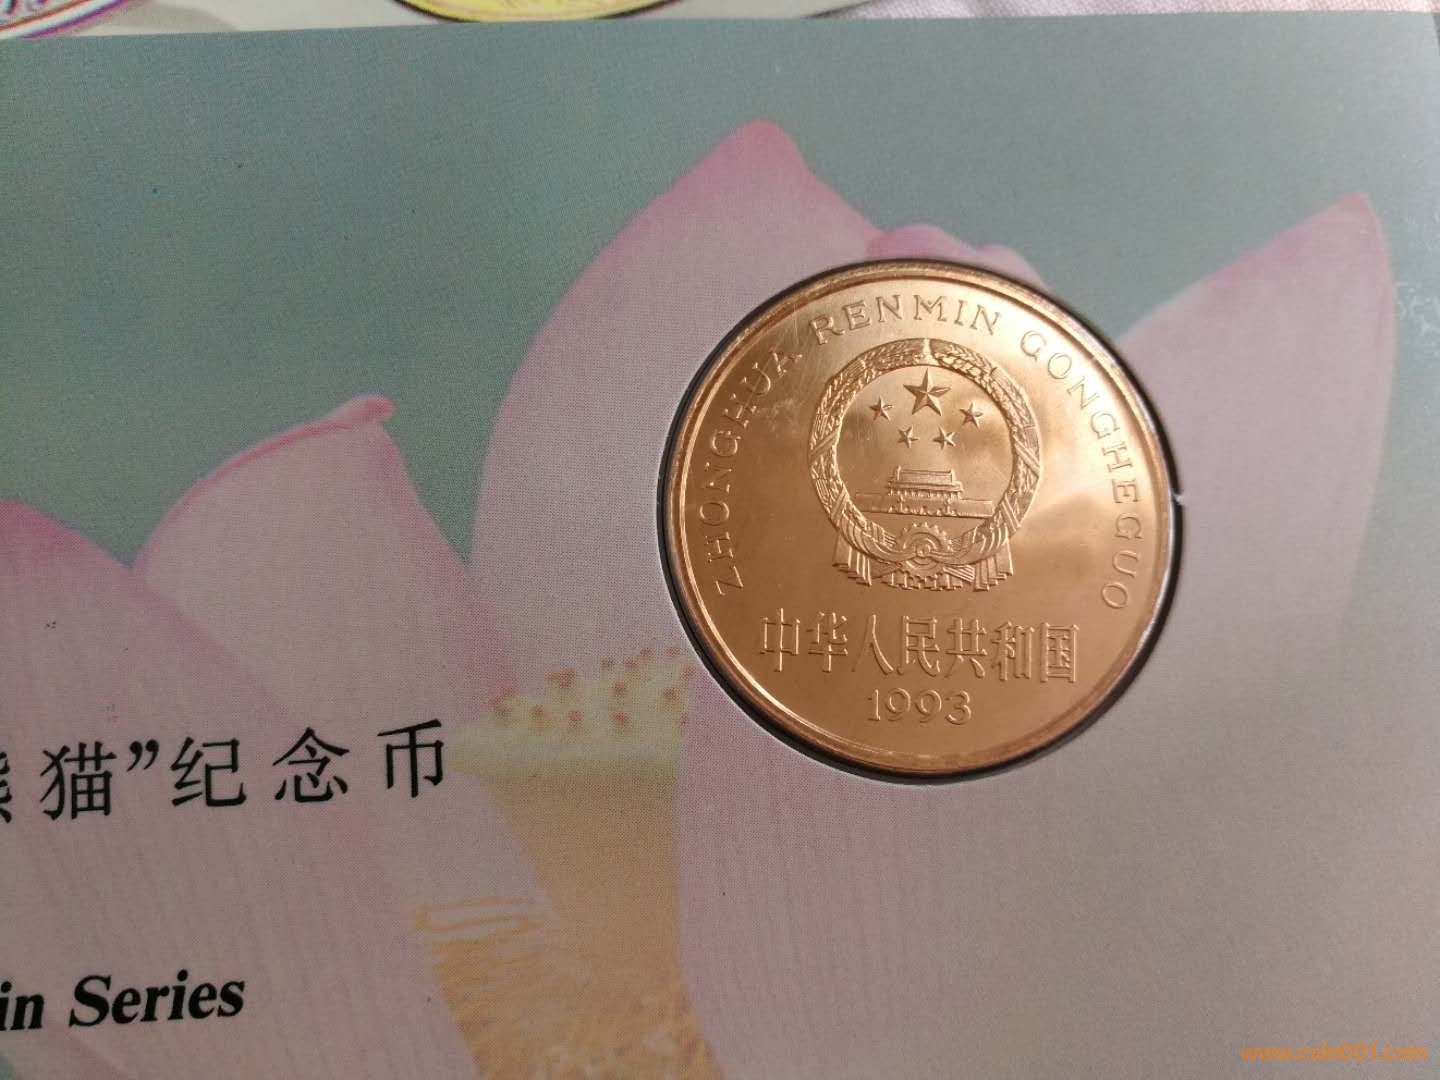 ZHONGHUA RENMIN GONGHEGUO
中华人民共和国
1993
熊猫”纪念币
in Series
www.coin001.com